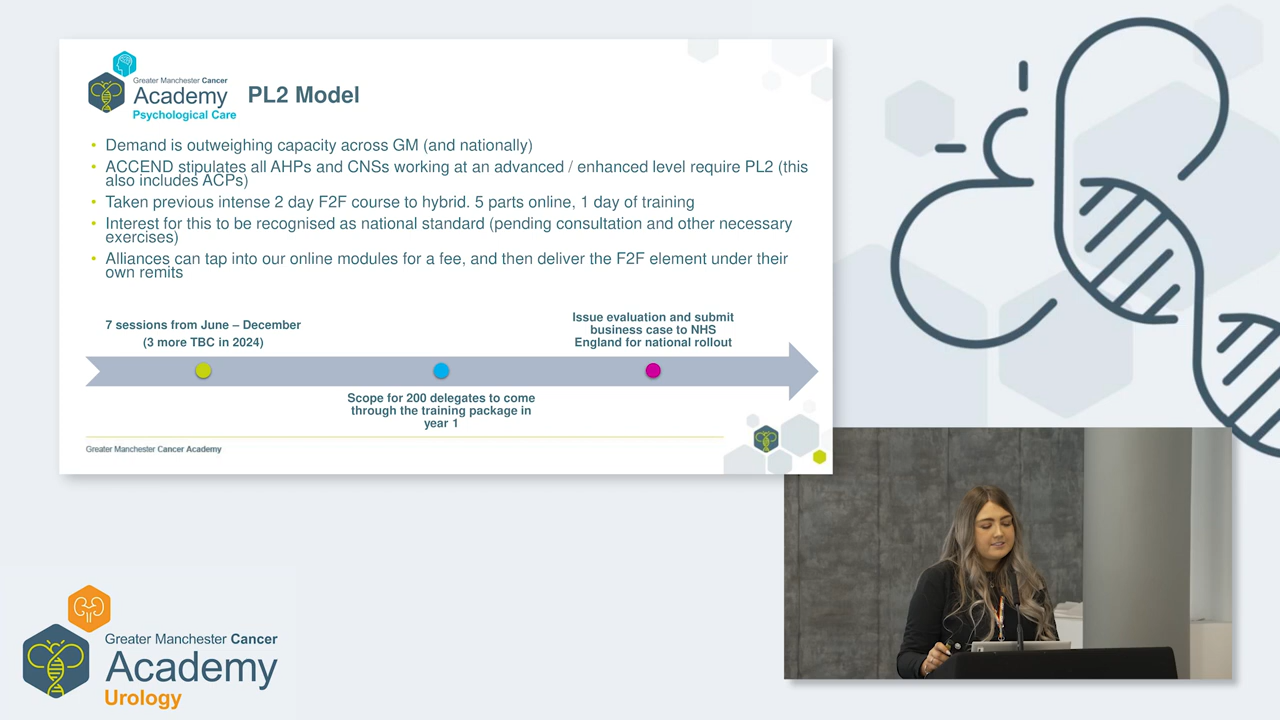 Greater Manchester Cancer
Academy
Psychological Care
PL2 Model
• Demand is outweighing capacity across GM (and nationally)
• ACCEND stipulates all AHPs and CNSs working at an advanced / enhanced level require PL2 (this
also includes ACPs)
• Taken previous intense 2 day F2F course to hybrid. 5 parts online, 1 day of training
• Interest for this to be recognised as national standard (pending consultation and other necessary
exercises)
• Alliances can tap into our online modules for a fee, and then deliver the F2F element under their
own remits
7 sessions from June – December
(3 more TBC in 2024)
Issue evaluation and submit
business case to NHS
England for national rollout
Scope for 200 delegates to come
through the training package in
year 1
Greater Manchester Cancer Academy
Greater Manchester Cancer
Academy
Urology